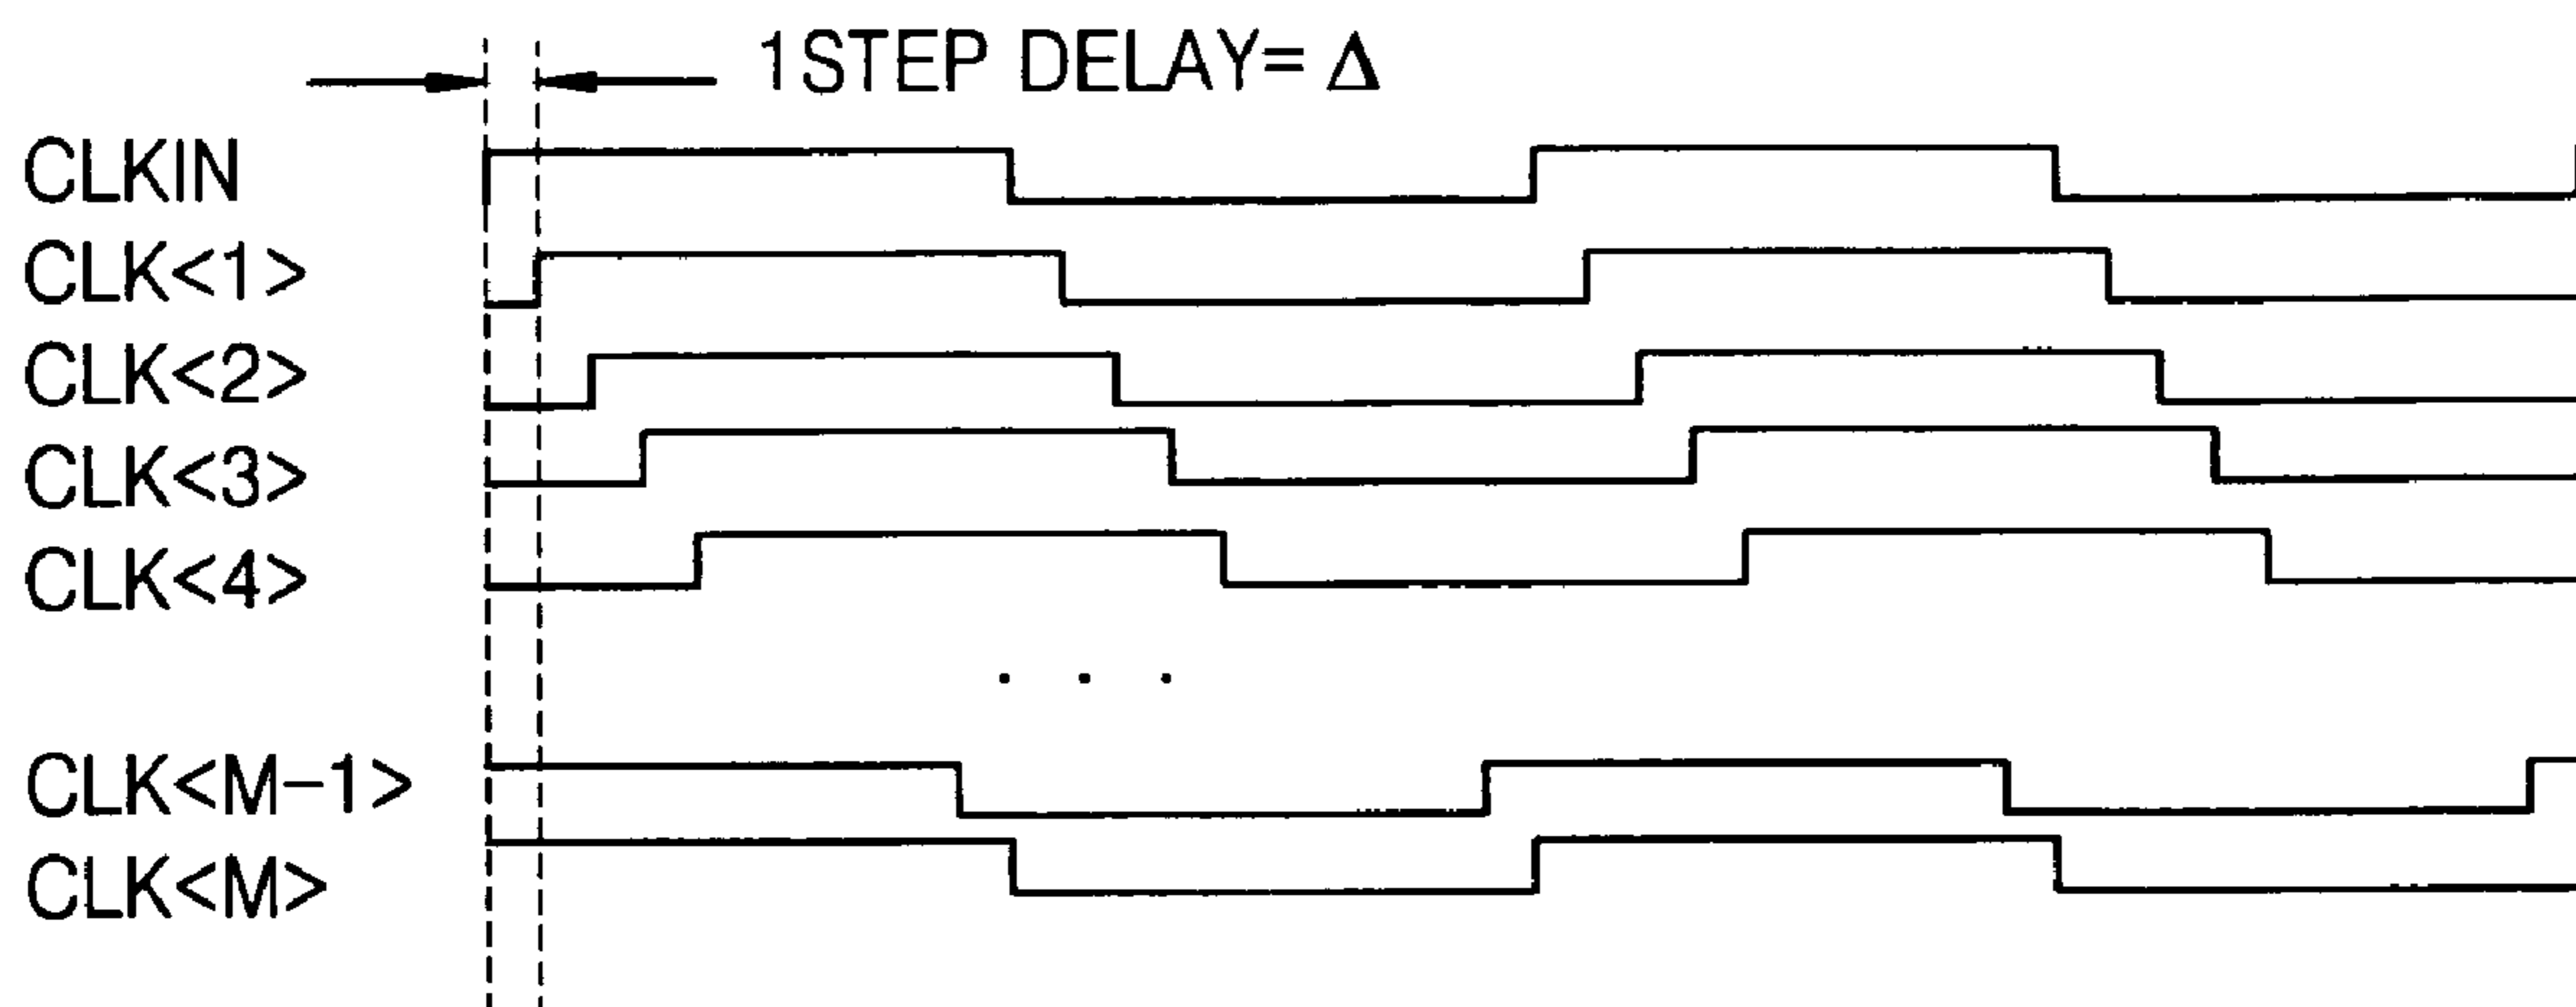 1STEP DELAY= Δ
CLKIN
CLK<1>
CLK<2>
CLK<3>
CLK<4>
. . .
CLK<M-1>
CLK<M>